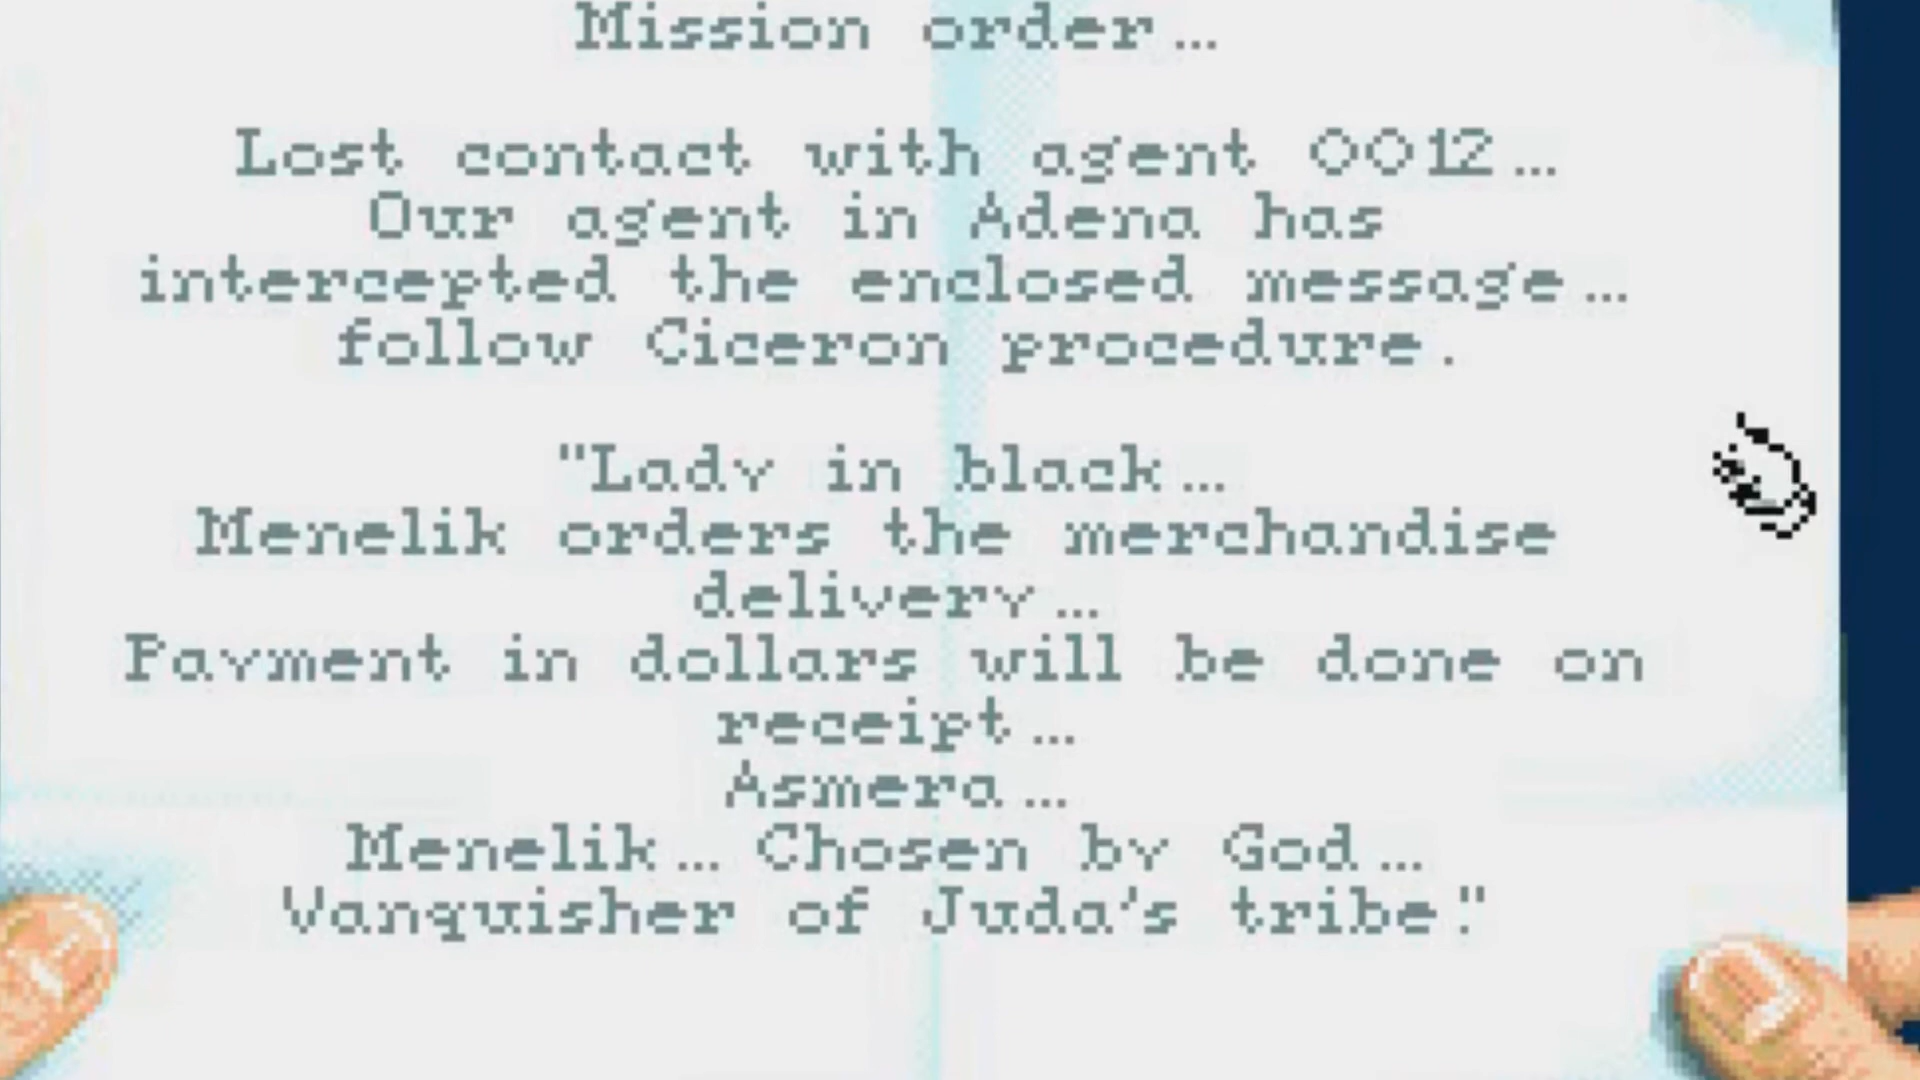 Mission order...
Lost contact with agent 0012...
Our agent in Adena has
intercepted the enclosed message...
follow Ciceron procedure.
"Lady in black...
Menelik orders the merchandise
delivery...
Payment in dollars will be done on
receipt...
Asmera...
Menelik... Chosen by God...
Vanquisher of Juda's tribe."